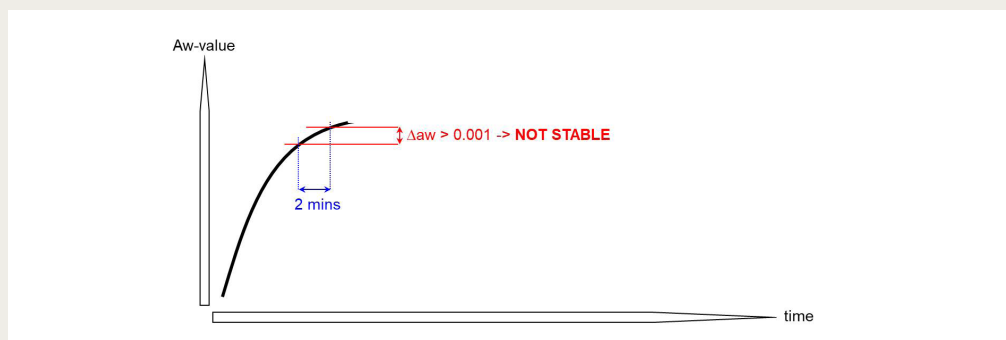 Aw-value
Δaw > 0.001 -> NOT STABLE
2 mins
time